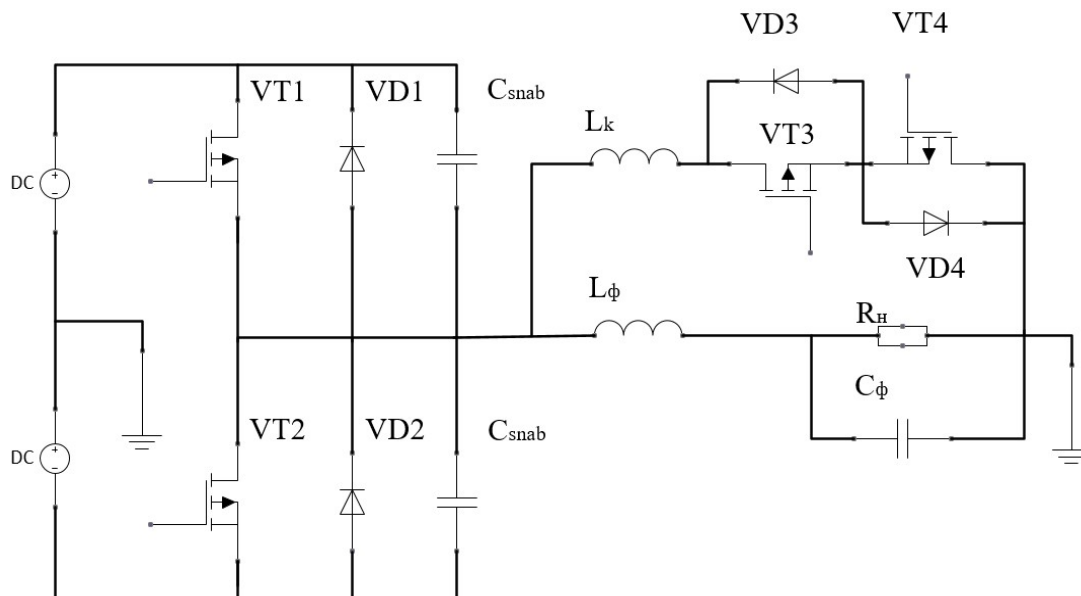 VD3
VT4
VT1
VD1
Csnab
Lk
VT3
DC
VD4
Lф
Rн
Cф
VT2
VD2
Csnab
DC